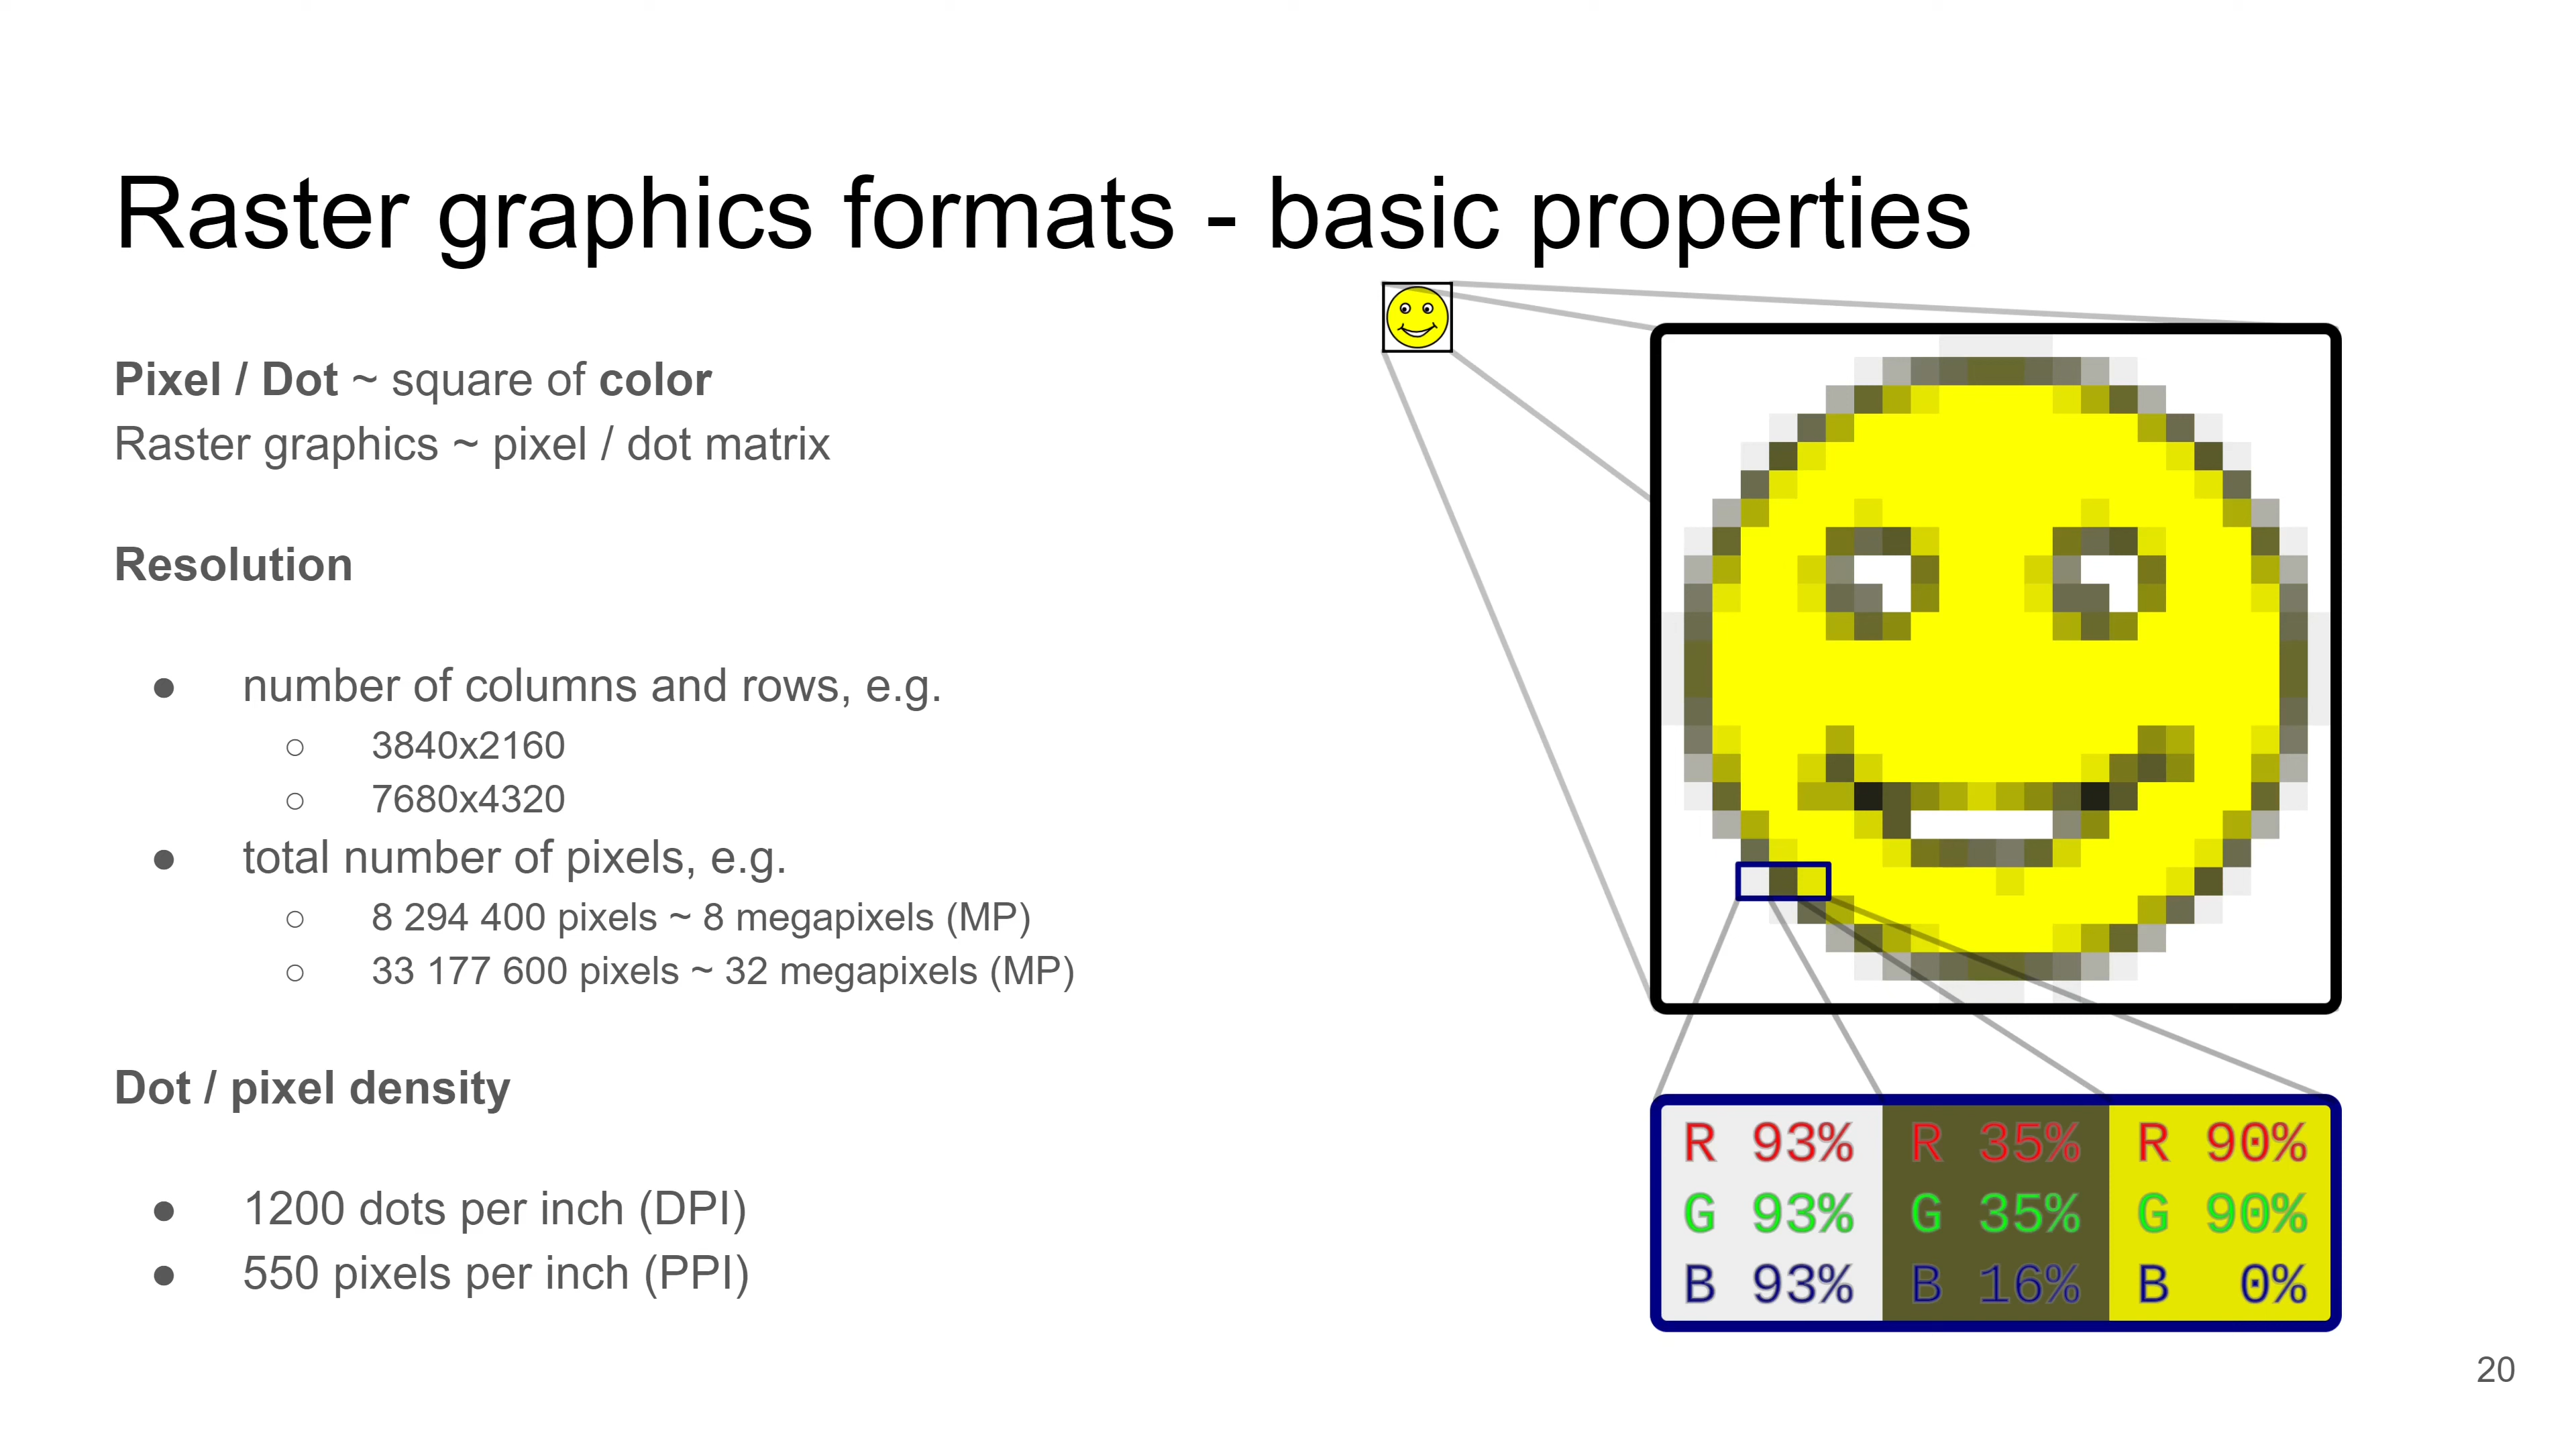 Raster graphics formats - basic properties
Pixel / Dot ~ square of color
Raster graphics ~ pixel / dot matrix
Resolution
● number of columns and rows, e.g.
○ 3840x2160
○ 7680x4320
● total number of pixels, e.g.
○ 8 294 400 pixels ~ 8 megapixels (MP)
○ 33 177 600 pixels ~ 32 megapixels (MP)
Dot / pixel density
● 1200 dots per inch (DPI)
● 550 pixels per inch (PPI)
R 93% R 35% R 90%
G 93% G 35% G 90%
B 93% B 16% B 0%
20